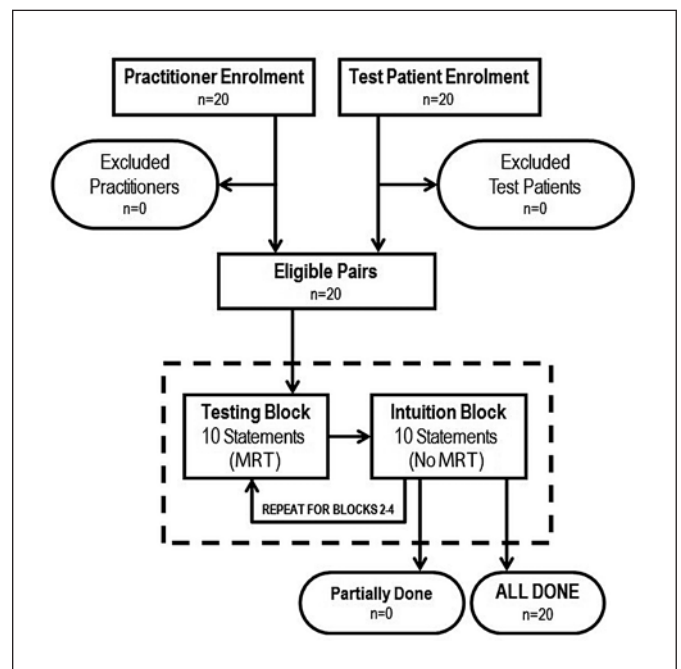 Practitioner Enrolment
n=20
Test Patient Enrolment
n=20
Excluded
Practitioners
n=0
Excluded
Test Patients
n=0
Eligible Pairs
n=20
Testing Block
10 Statements
(MRT)
Intuition Block
10 Statements
(No MRT)
REPEAT FOR BLOCKS 2-4
Partially Done
n=0
ALL DONE
n=20